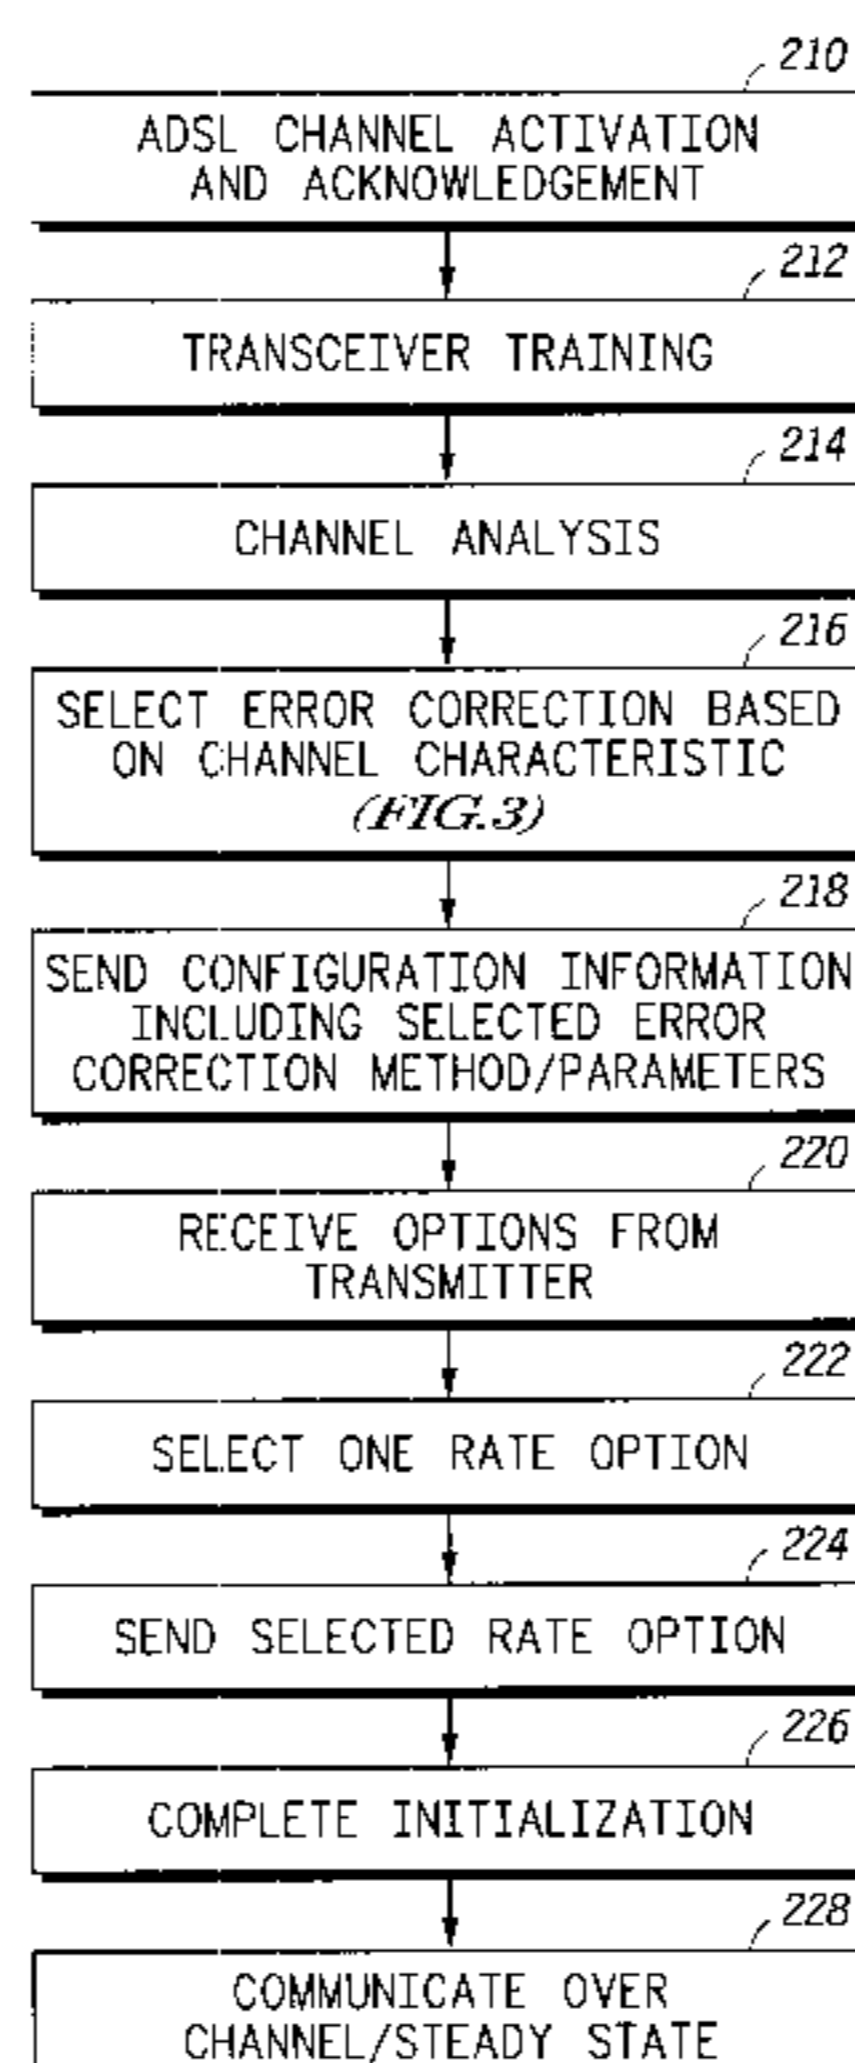 210
ADSL CHANNEL ACTIVATION
AND ACKNOWLEDGEMENT
212
TRANSCEIVER TRAINING
214
CHANNEL ANALYSIS
216
SELECT ERROR CORRECTION BASED
ON CHANNEL CHARACTERISTIC
(FIG.3)
218
SEND CONFIGURATION INFORMATION
INCLUDING SELECTED ERROR
CORRECTION METHOD/PARAMETERS
220
RECEIVE OPTIONS FROM
TRANSMITTER
222
SELECT ONE RATE OPTION
224
SEND SELECTED RATE OPTION
226
COMPLETE INITIALIZATION
228
COMMUNICATE OVER
CHANNEL/STEADY STATE